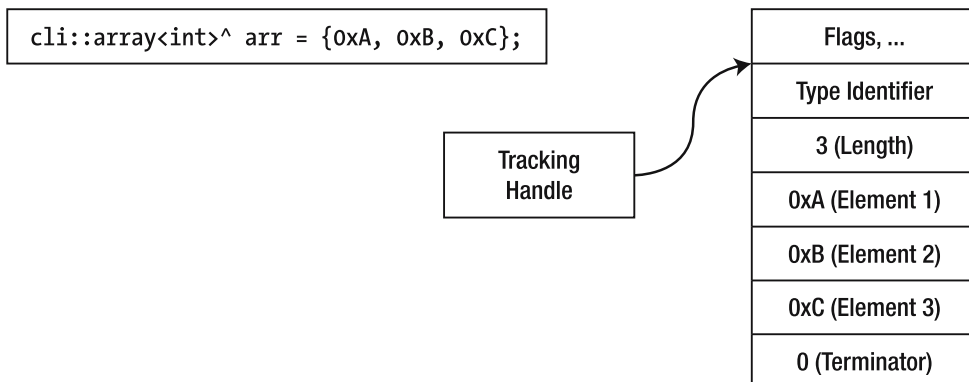 cli::array<int>^ arr = {0xA, 0xB, 0xC};
Tracking
Handle
Flags, ...
Type Identifier
3 (Length)
0xA (Element 1)
0xB (Element 2)
0xC (Element 3)
0 (Terminator)